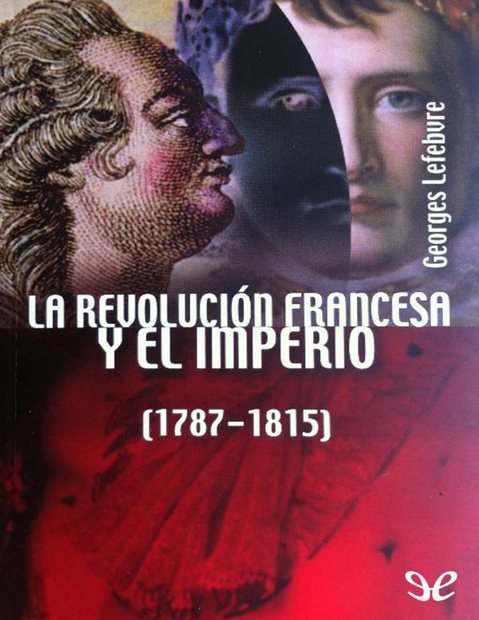 Georges Lefebvre
LA REVOLUCIÓN FRANCESA
Y EL IMPERIO
(1787-1815)